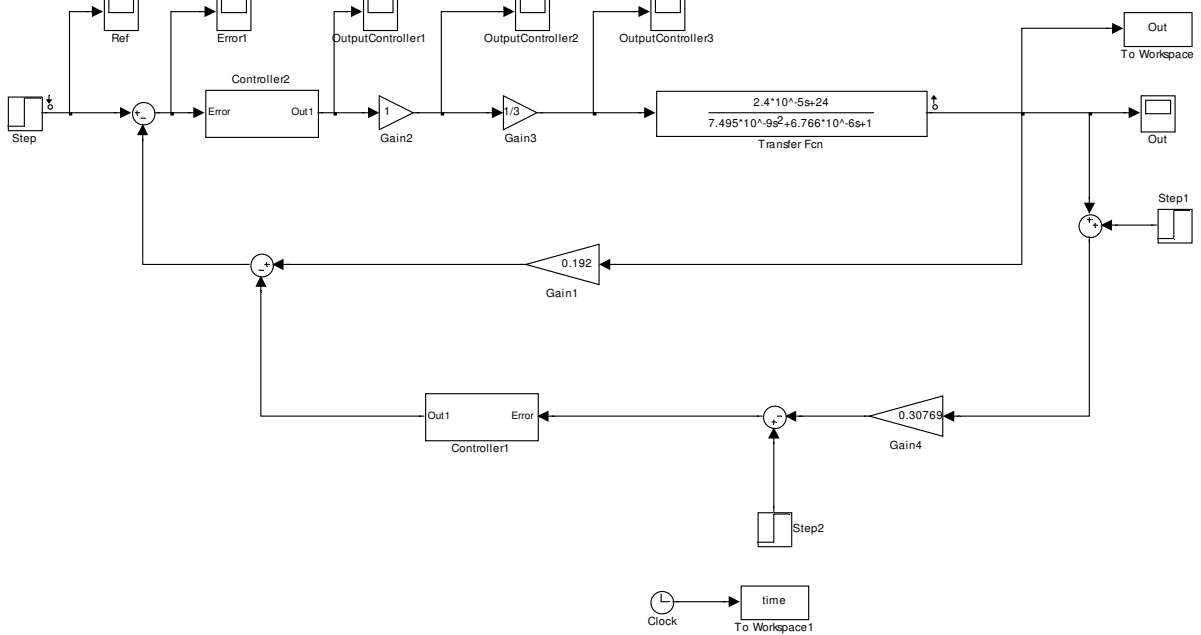 Ref
Error1
OutputController1
OutputController2
OutputController3
Out
To Workspace
Controller2
Step
+
−
Error
Out1
1
Gain2
1/3
Gain3
2.4*10^-5s+24
7.495*10^-9s2+6.766*10^-6s+1
Transfer Fcn
Out
Step1
+
+
−
+
0.192
Gain1
Out1
Error
Controller1
−
+
0.30769
Gain4
Step2
Clock
time
To Workspace1